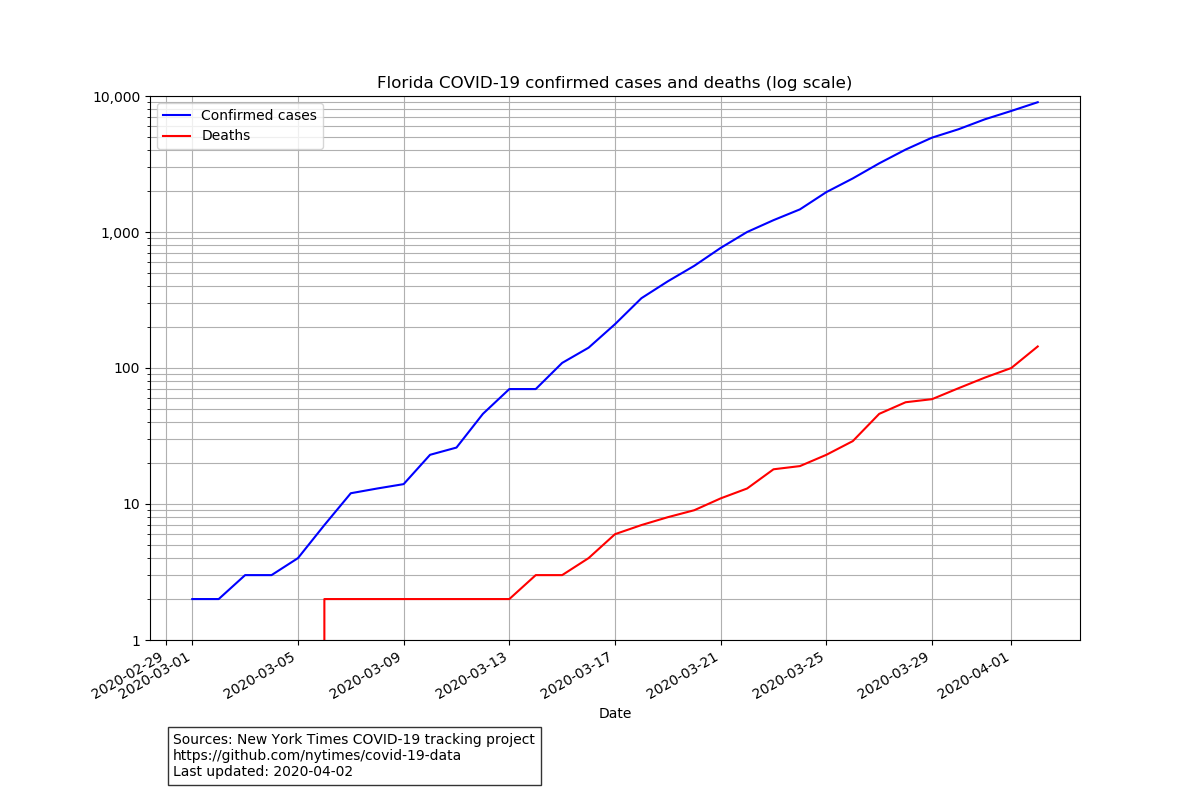 Florida COVID-19 confirmed cases and deaths (log scale)
10,000
1,000
100
10
1
Confirmed cases
Deaths
2020-02-29
2020-03-01
2020-03-05
2020-03-09
2020-03-13
2020-03-17
2020-03-21
2020-03-25
2020-03-29
2020-04-01
Date
Sources: New York Times COVID-19 tracking project
https://github.com/nytimes/covid-19-data
Last updated: 2020-04-02